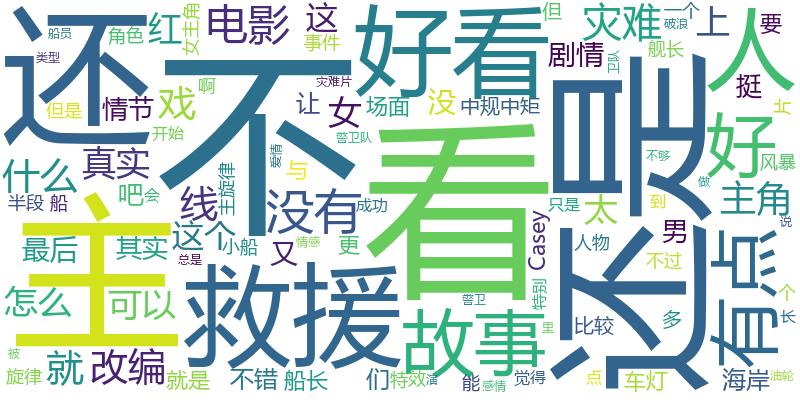 船员
类型
角色
红
女主角
电影
这
事件
好看
但
破浪
灾难
上
人
要
还
不
剧情
舰长
正
还是
挺
北
但是
情节
戏
啊
灾难片
让
女
场面
没
中规中矩
好
风暴
开始
警卫队
什么
真实
爱情
与
看
不够
做
半段
船
吧
会
主旋律
线
没有
成功
只是
太
到
主角
说
主
Casey
男
最后
其实
这个
小船
又
更
情感
人物
不过
有点
总是
特别
怎么
可以
救援
警卫
故事
里
比较
多
个
长
被
旋律
就
改编
就是
不错
船长
们
特效
演
能
感情
觉得
点
车灯
海岸
油轮
一个